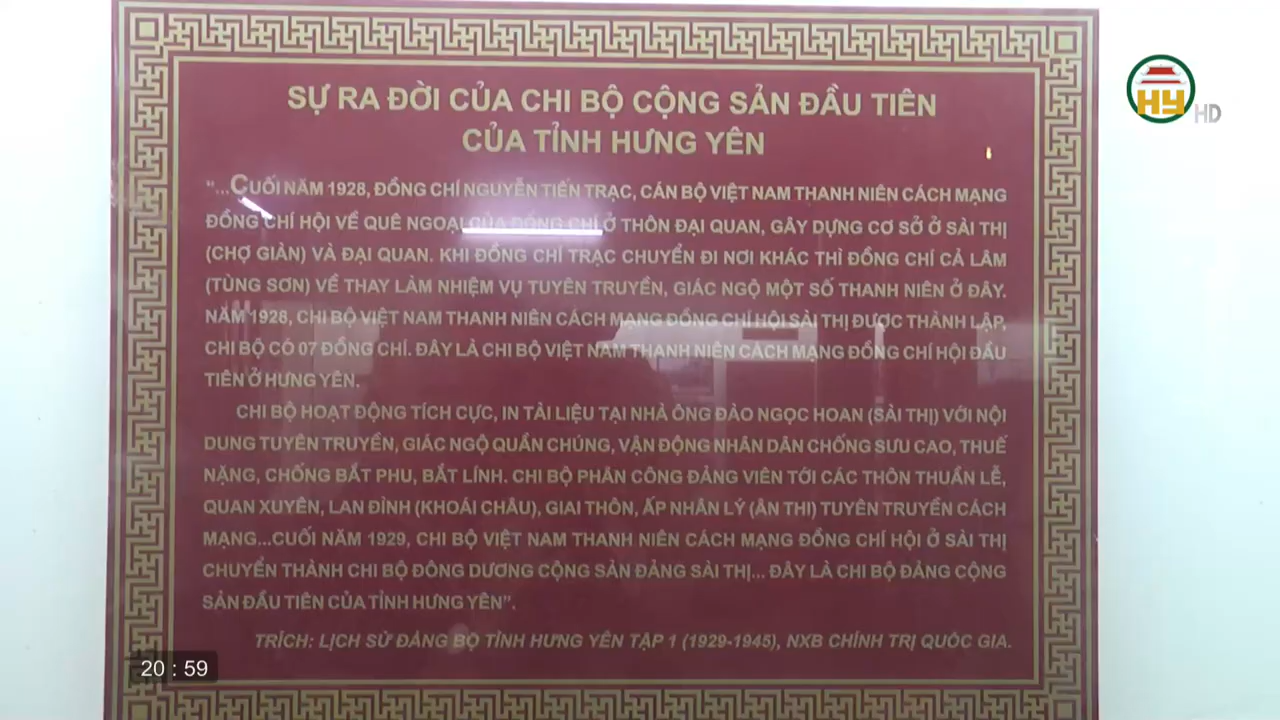 SỰ RA ĐỜI CỦA CHI BỘ CỘNG SẢN ĐẦU TIÊN
CỦA TỈNH HƯNG YÊN
HY HD
"...CUỐI NĂM 1928, ĐỒNG CHÍ NGUYỄN TIẾN TRẠC, CÁN BỘ VIỆT NAM THANH NIÊN CÁCH MẠNG
ĐỒNG CHÍ HỘI VỀ QUÊ NGOẠI CỦA ĐỒNG CHÍ Ở THÔN ĐẠI QUAN, GÂY DỰNG CƠ SỞ Ở SÀI THỊ
(CHỢ GIÀN) VÀ ĐẠI QUAN. KHI ĐỒNG CHÍ TRẠC CHUYỂN ĐI NƠI KHÁC THÌ ĐỒNG CHÍ CẢ LÂM
(TÙNG SƠN) VỀ THAY LÀM NHIỆM VỤ TUYÊN TRUYỀN, GIÁC NGỘ MỘT SỐ THANH NIÊN Ở ĐÂY.
NĂM 1928, CHI BỘ VIỆT NAM THANH NIÊN CÁCH MẠNG ĐỒNG CHÍ HỘI SÀI THỊ ĐƯỢC THÀNH LẬP,
CHI BỘ CÓ 07 ĐỒNG CHÍ. ĐÂY LÀ CHI BỘ VIỆT NAM THANH NIÊN CÁCH MẠNG ĐỒNG CHÍ HỘI ĐẦU
TIÊN Ở HƯNG YÊN.
CHI BỘ HOẠT ĐỘNG TÍCH CỰC, IN TÀI LIỆU TẠI NHÀ ÔNG ĐÀO NGỌC HOAN (SÀI THỊ) VỚI NỘI
DUNG TUYÊN TRUYỀN, GIÁC NGỘ QUẦN CHÚNG, VẬN ĐỘNG NHÂN DÂN CHỐNG SƯU CAO, THUẾ
NẶNG, CHỐNG BẮT PHU, BẮT LÍNH. CHI BỘ PHÂN CÔNG ĐẢNG VIÊN TỚI CÁC THÔN THUẦN LỄ,
QUAN XUYÊN, LAN ĐÌNH (KHOÁI CHÂU), GIAI THÔN, ẤP NHÂN LÝ (ÂN THI) TUYÊN TRUYỀN CÁCH
MẠNG...CUỐI NĂM 1929, CHI BỘ VIỆT NAM THANH NIÊN CÁCH MẠNG ĐỒNG CHÍ HỘI Ở SÀI THỊ
CHUYỂN THÀNH CHI BỘ ĐÔNG DƯƠNG CỘNG SẢN ĐẢNG SÀI THỊ... ĐÂY LÀ CHI BỘ ĐẢNG CỘNG
SẢN ĐẦU TIÊN CỦA TỈNH HƯNG YÊN".
TRÍCH: LỊCH SỬ ĐẢNG BỘ TỈNH HƯNG YÊN TẬP 1 (1929-1945), NXB CHÍNH TRỊ QUỐC GIA.
20 : 59